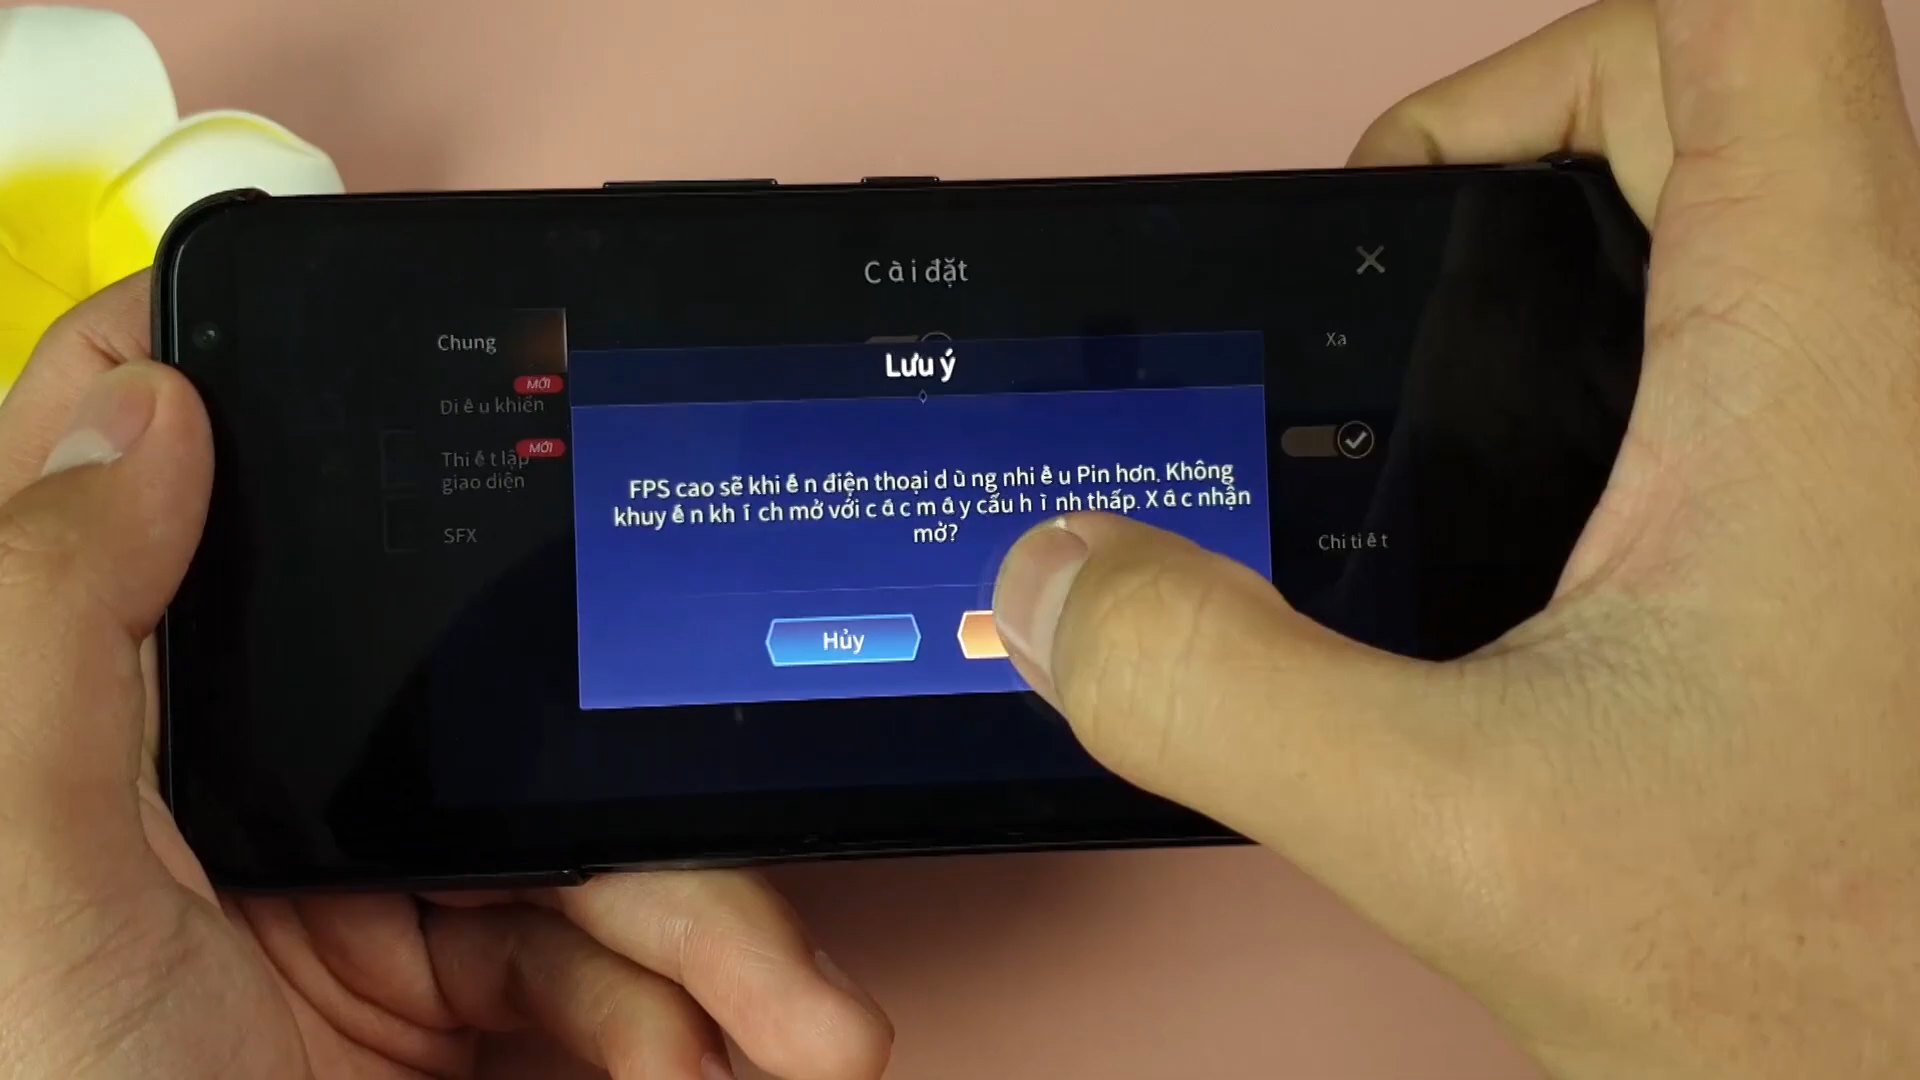 Cài đặt
Chung
Xa
Lưu ý
MỚI
Điều khiển
MỚI
Thiết lập
giao diện
FPS cao sẽ khiến điện thoại dùng nhiều Pin hơn. Không
khuyến khích mở với các máy cấu hình thấp. Xác nhận
mở?
SFX
Chi tiết
Hủy